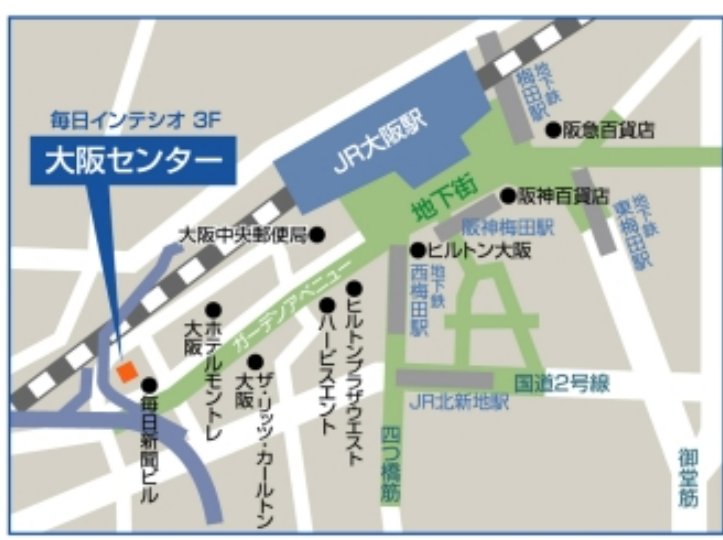 毎日インテシオ 3F
大阪センター
JR大阪駅
地下鉄
梅田駅
阪急百貨店
地下街
阪神百貨店
阪神梅田駅
地下鉄
東梅田駅
大阪中央郵便局
ヒルトン大阪
地下鉄
西梅田駅
ガーデンアベニュー
ヒルトンプラザウエスト
ハービスエント
ホテルモントレ
大阪
ザ・リッツ・カールトン
大阪
毎日新聞ビル
国道2号線
JR北新地駅
四つ橋筋
御堂筋